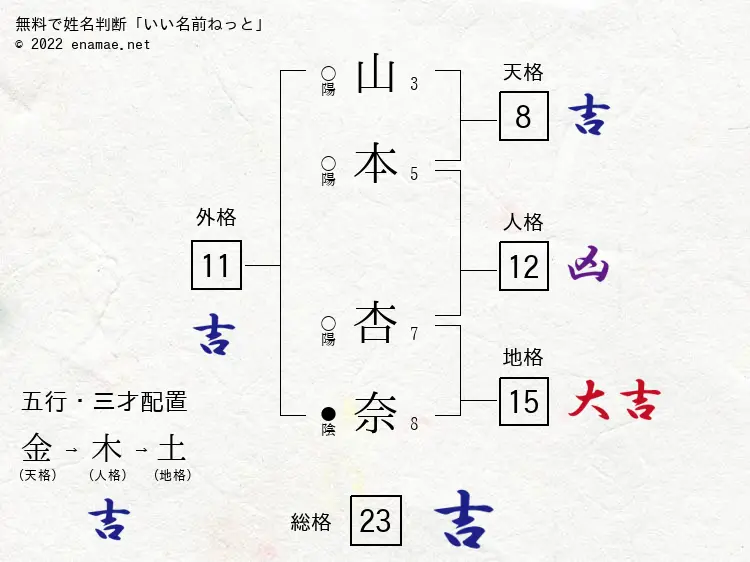 無料で姓名判断「いい名前ねっと」
© 2022 enamae.net
○陽 山 3
○陽 本 5
○陽 杏 7
●陰 奈 8
天格
8 吉
人格
12 凶
地格
15 大吉
外格
11
吉
五行・三才配置
金 → 木 → 土
(天格) (人格) (地格)
吉
総格 23 吉